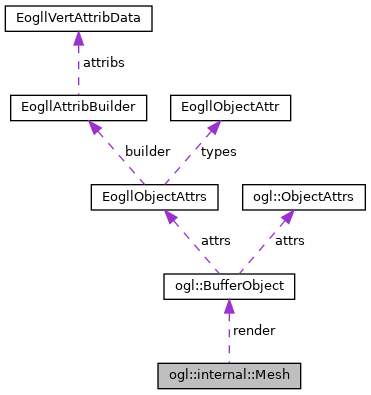 EogllVertAttribData
attribs
EogllAttribBuilder
EogllObjectAttr
builder
types
EogllObjectAttrs
ogl::ObjectAttrs
attrs
attrs
ogl::BufferObject
render
ogl::internal::Mesh